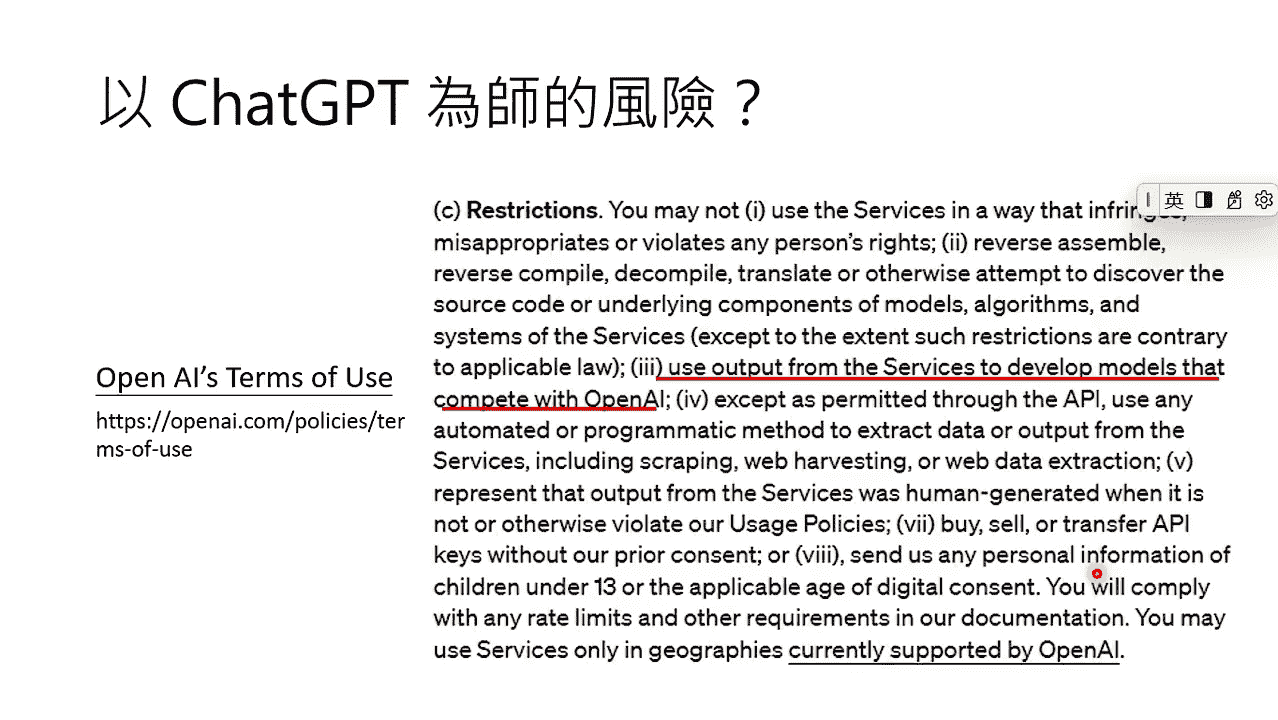 以 ChatGPT 為師的風險？
英
(c) Restrictions. You may not (i) use the Services in a way that infringes,
misappropriates or violates any person’s rights; (ii) reverse assemble,
reverse compile, decompile, translate or otherwise attempt to discover the
source code or underlying components of models, algorithms, and
systems of the Services (except to the extent such restrictions are contrary
to applicable law); (iii) use output from the Services to develop models that
compete with OpenAI; (iv) except as permitted through the API, use any
automated or programmatic method to extract data or output from the
Services, including scraping, web harvesting, or web data extraction; (v)
represent that output from the Services was human-generated when it is
not or otherwise violate our Usage Policies; (vii) buy, sell, or transfer API
keys without our prior consent; or (viii), send us any personal information of
children under 13 or the applicable age of digital consent. You will comply
with any rate limits and other requirements in our documentation. You may
use Services only in geographies currently supported by OpenAI.
Open AI’s Terms of Use
https://openai.com/policies/ter
ms-of-use